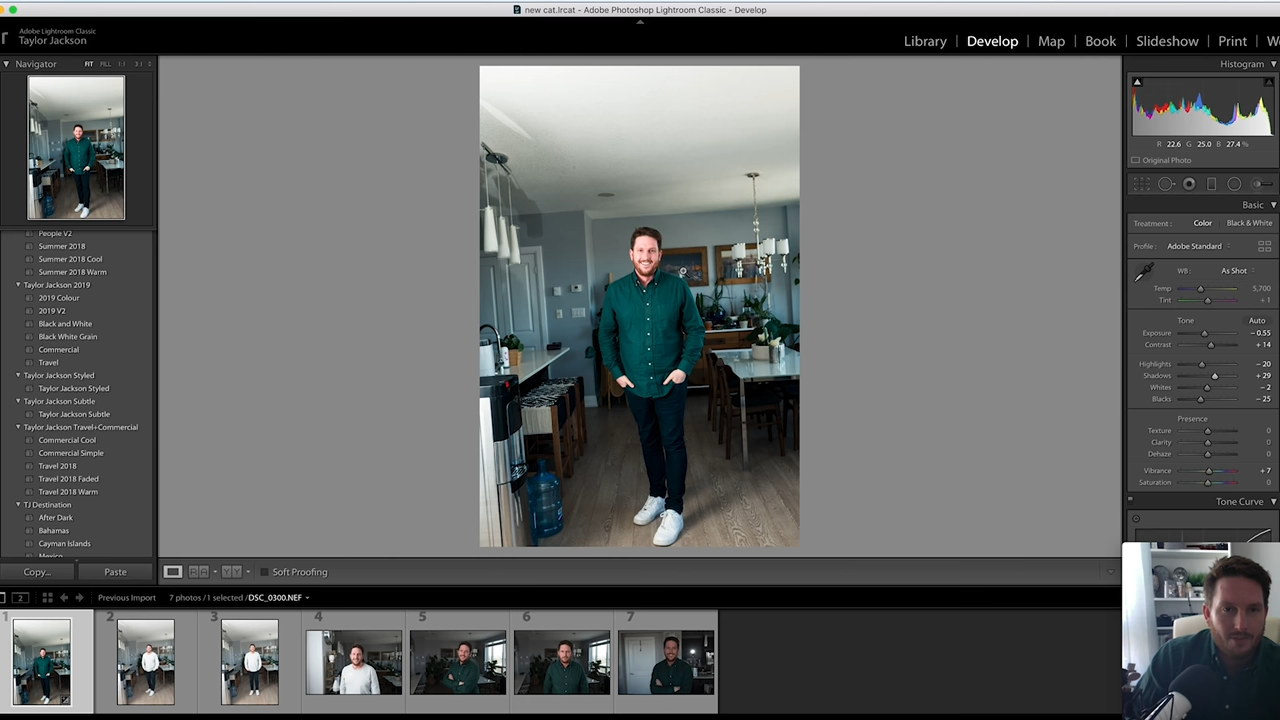 new cat.lrcat - Adobe Photoshop Lightroom Classic - Develop
Adobe Lightroom Classic
Taylor Jackson
Library | Develop | Map | Book | Slideshow | Print | W
Navigator FIT FILL 1:1 3:1
People V2
Summer 2018
Summer 2018 Cool
Summer 2018 Warm
Taylor Jackson 2019
2019 Colour
2019 V2
Black and White
Black White Grain
Commercial
Travel
Taylor Jackson Styled
Taylor Jackson Styled
Taylor Jackson Subtle
Taylor Jackson Subtle
Taylor Jackson Travel+Commercial
Commercial Cool
Commercial Simple
Travel 2018
Travel 2018 Faded
Travel 2018 Warm
TJ Destination
After Dark
Bahamas
Cayman Islands
Mexico
Copy... Paste
Soft Proofing
Histogram
R 22.6 G 25.0 B 27.4 %
Original Photo
Basic
Treatment: Color Black & White
Profile: Adobe Standard
WB: As Shot
Temp 5,700
Tint + 1
Tone Auto
Exposure − 0.55
Contrast + 14
Highlights − 20
Shadows + 29
Whites − 2
Blacks − 25
Presence
Texture 0
Clarity 0
Dehaze 0
Vibrance + 7
Saturation 0
Tone Curve
2 Previous Import 7 photos / 1 selected / DSC_0300.NEF
1 2 3 4 5 6 7